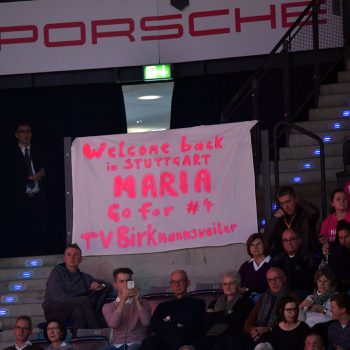 PORSCHE
Welcome back
in STUTTGART
MARIA
Go for #4
TV Birkmannsweiler